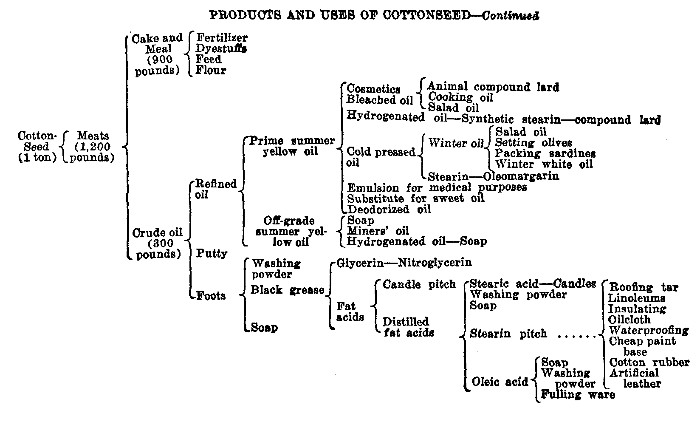 PRODUCTS AND USES OF COTTONSEED—Continued
Cotton-
Seed
(1 ton)
Meats
(1,200
pounds)
Cake and
Meal
(900
pounds)
Fertilizer
Dyestuffs
Feed
Flour
Crude oil
(300
pounds)
Refined
oil
Prime summer
yellow oil
Cosmetics
Bleached oil
Animal compound lard
Cooking oil
Salad oil
Hydrogenated oil—Synthetic stearin—compound lard
Cold pressed
oil
Winter oil
Salad oil
Setting olives
Packing sardines
Winter white oil
Stearin—Oleomargarin
Emulsion for medical purposes
Substitute for sweet oil
Deodorized oil
Off-grade
summer yel-
low oil
Soap
Miners' oil
Hydrogenated oil—Soap
Putty
Foots
Washing
powder
Black grease
Soap
Glycerin—Nitroglycerin
Fat
acids
Candle pitch
Distilled
fat acids
Stearic acid—Candles
Washing powder
Soap
Stearin pitch ......
Roofing tar
Linoleums
Insulating
Oilcloth
Waterproofing
Cheap paint
base
Cotton rubber
Artificial
leather
Oleic acid
Soap
Washing
powder
Fulling ware